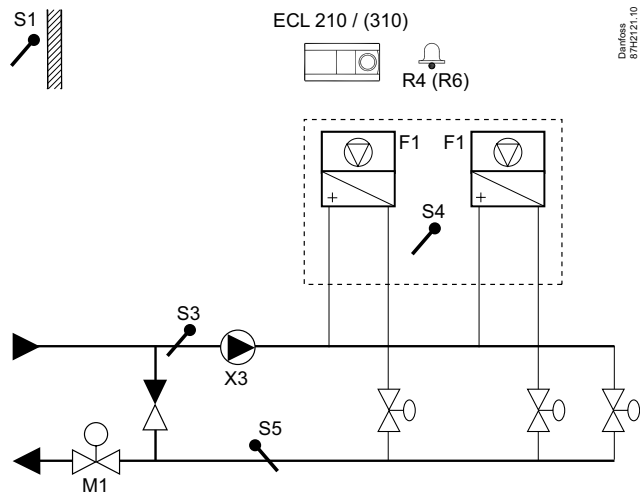 S1
ECL 210 / (310)
Danfoss
87H2121.10
R4 (R6)
F1
F1
+
+
S4
S3
X3
S5
M1